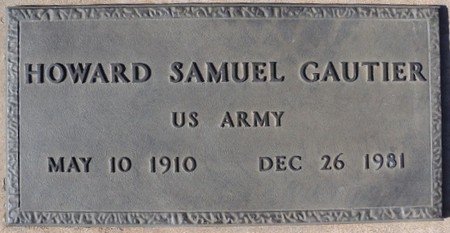 HOWARD SAMUEL GAUTIER
US ARMY
MAY 10 1910 DEC 26 1981